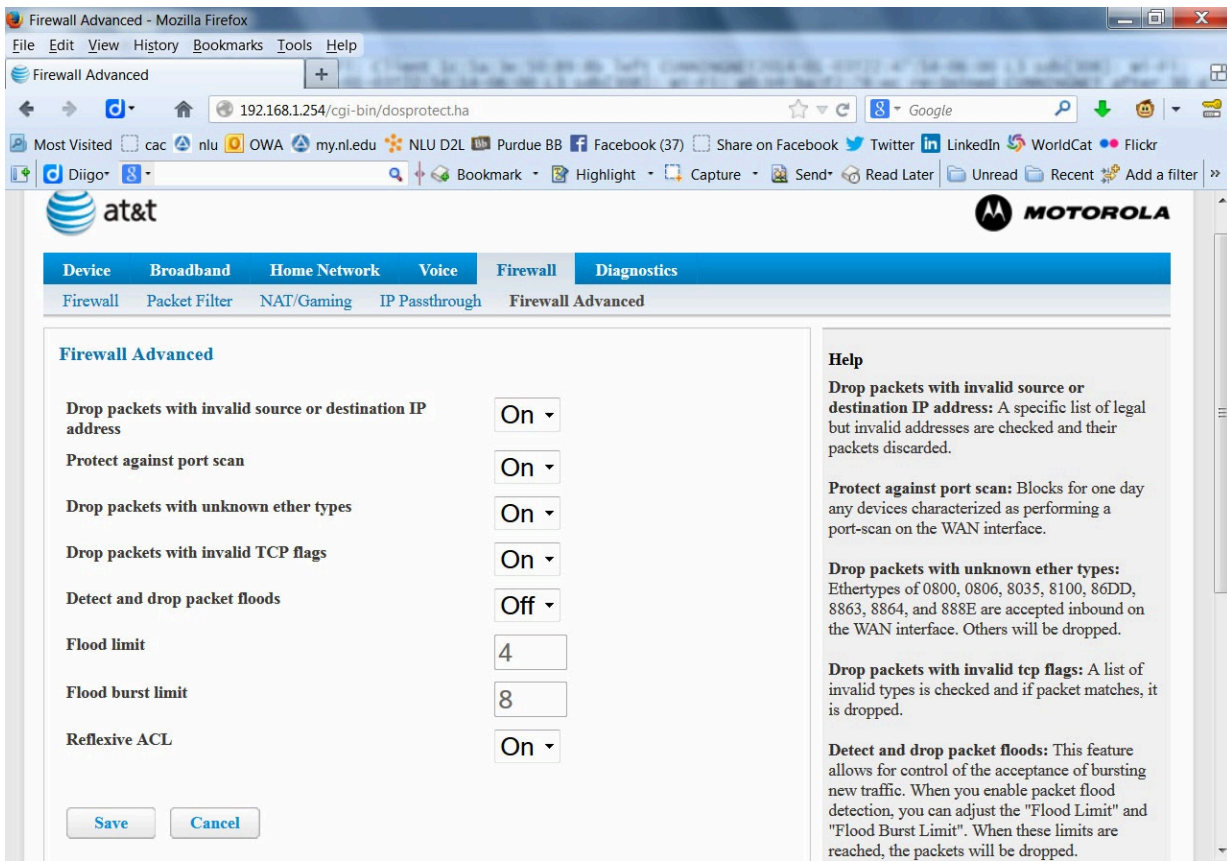 Firewall Advanced - Mozilla Firefox
File Edit View History Bookmarks Tools Help
Firewall Advanced
192.168.1.254/cgi-bin/dosprotect.ha
Google
Most Visited cac nlu OWA my.nl.edu NLU D2L Purdue BB Facebook (37) Share on Facebook Twitter LinkedIn WorldCat Flickr
Diigo Bookmark Highlight Capture Send Read Later Unread Recent Add a filter »
at&t
MOTOROLA
Device Broadband Home Network Voice Firewall Diagnostics
Firewall Packet Filter NAT/Gaming IP Passthrough Firewall Advanced
Firewall Advanced
Drop packets with invalid source or destination IP
address
On
Protect against port scan
On
Drop packets with unknown ether types
On
Drop packets with invalid TCP flags
On
Detect and drop packet floods
Off
Flood limit
4
Flood burst limit
8
Reflexive ACL
On
Save Cancel
Help
Drop packets with invalid source or
destination IP address: A specific list of legal
but invalid addresses are checked and their
packets discarded.
Protect against port scan: Blocks for one day
any devices characterized as performing a
port-scan on the WAN interface.
Drop packets with unknown ether types:
Ethertypes of 0800, 0806, 8035, 8100, 86DD,
8863, 8864, and 888E are accepted inbound on
the WAN interface. Others will be dropped.
Drop packets with invalid tcp flags: A list of
invalid types is checked and if packet matches, it
is dropped.
Detect and drop packet floods: This feature
allows for control of the acceptance of bursting
new traffic. When you enable packet flood
detection, you can adjust the "Flood Limit" and
"Flood Burst Limit". When these limits are
reached, the packets will be dropped.